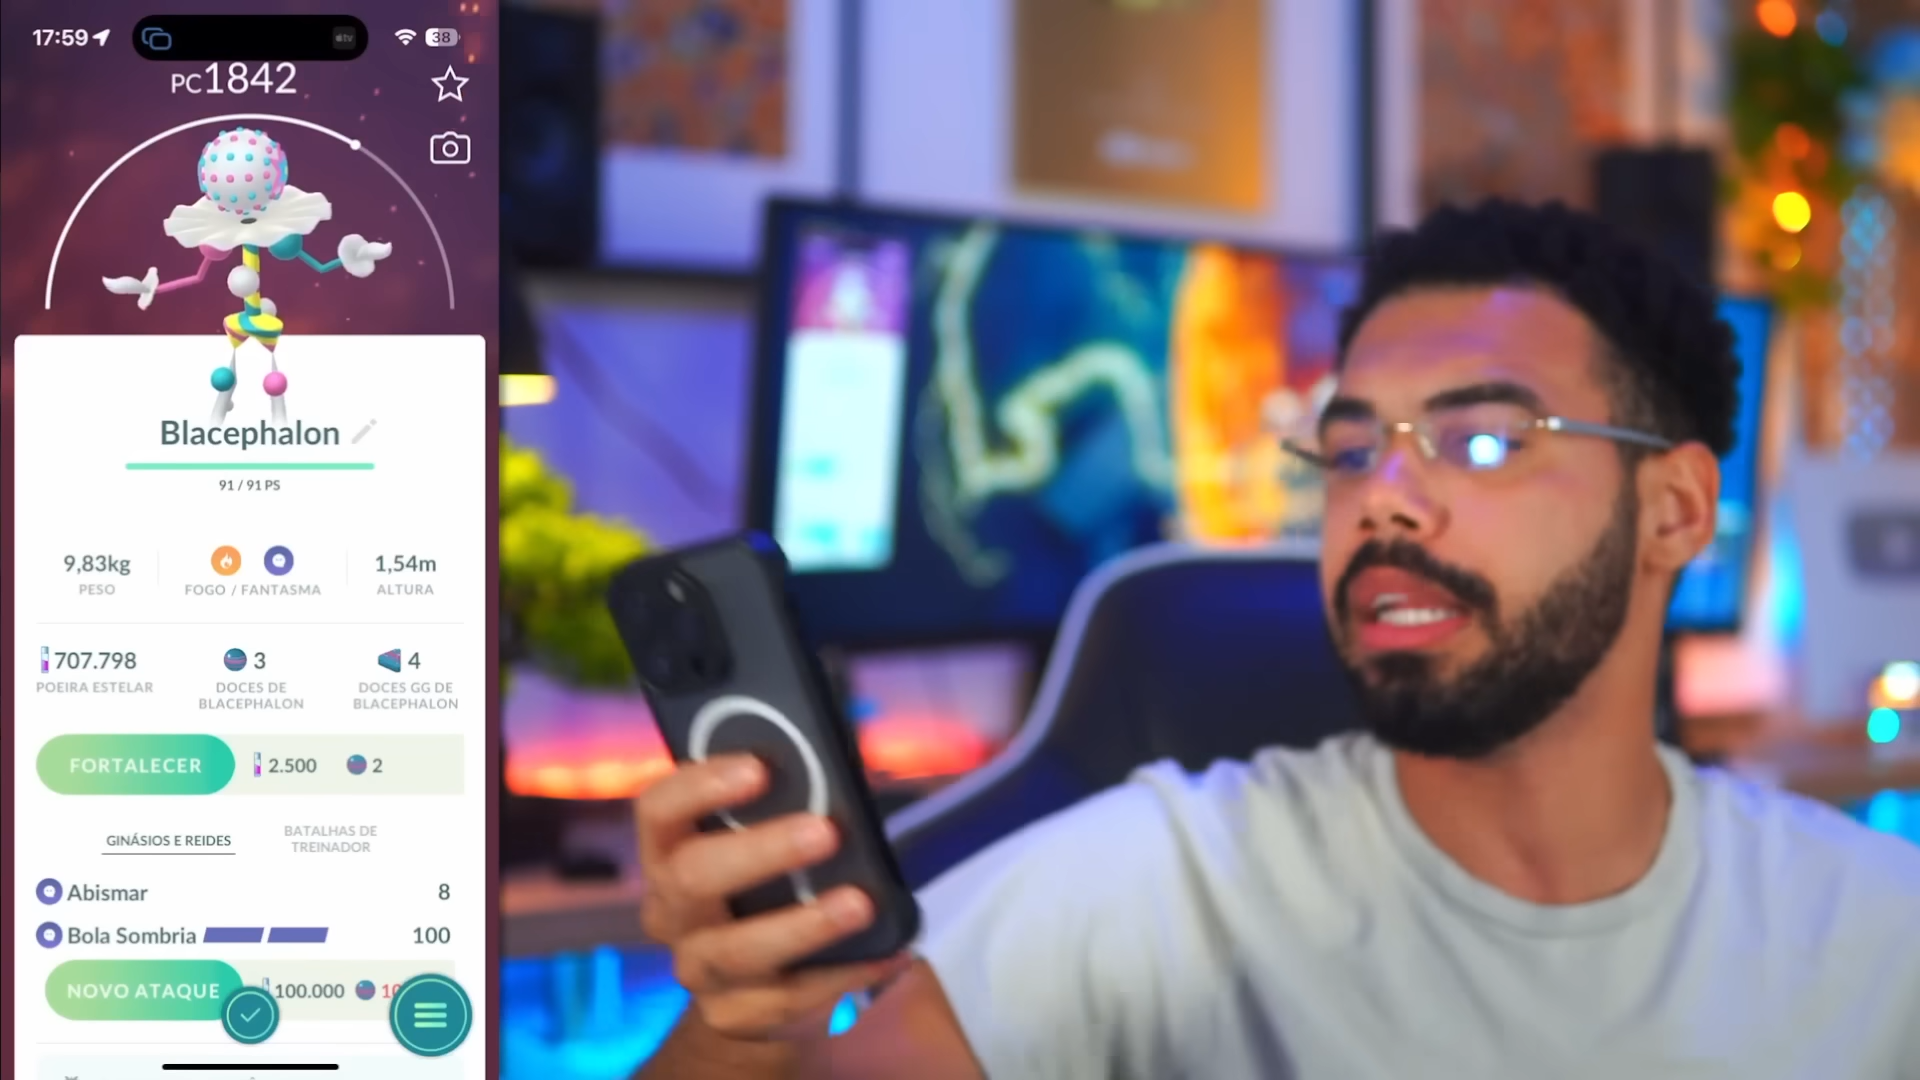 17:59
tv
38
PC1842
Blacephalon
91 / 91 PS
9,83kg
PESO
FOGO / FANTASMA
1,54m
ALTURA
707.798
POEIRA ESTELAR
3
DOCES DE
BLACEPHALON
4
DOCES GG DE
BLACEPHALON
FORTALECER
2.500
2
GINÁSIOS E REIDES
BATALHAS DE
TREINADOR
Abismar
8
Bola Sombria
100
NOVO ATAQUE
100.000